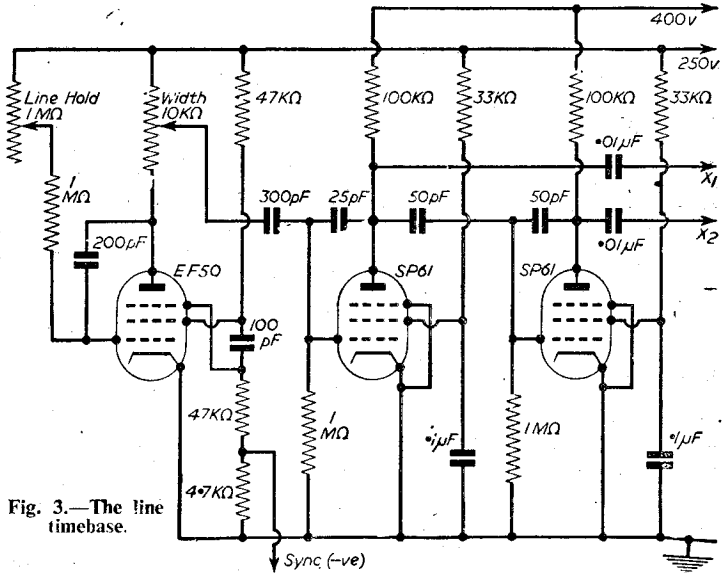 400v
250v
Line Hold
1MΩ
Width
10KΩ
47KΩ
100KΩ
33KΩ
100KΩ
33KΩ
·01μF
X1
1
MΩ
300pF
25pF
50pF
50pF
X2
·01μF
200pF
EF50
SP61
SP61
100
pF
47KΩ
1
MΩ
·1μF
1MΩ
·1μF
4·7KΩ
Fig. 3.—The line
timebase.
Sync (-ve)